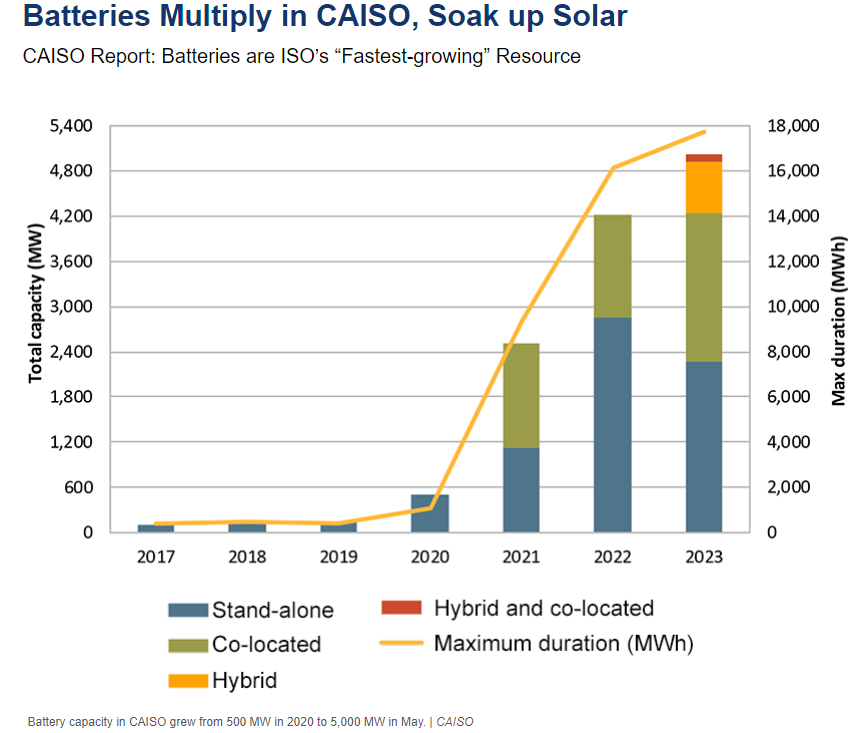 Batteries Multiply in CAISO, Soak up Solar
CAISO Report: Batteries are ISO’s “Fastest-growing” Resource
Total capacity (MW)
5,400
4,800
4,200
3,600
3,000
2,400
1,800
1,200
600
0
18,000
16,000
14,000
12,000
10,000
8,000
6,000
4,000
2,000
0
Max duration (MWh)
2017 2018 2019 2020 2021 2022 2023
Stand-alone
Co-located
Hybrid
Hybrid and co-located
Maximum duration (MWh)
Battery capacity in CAISO grew from 500 MW in 2020 to 5,000 MW in May. | CAISO